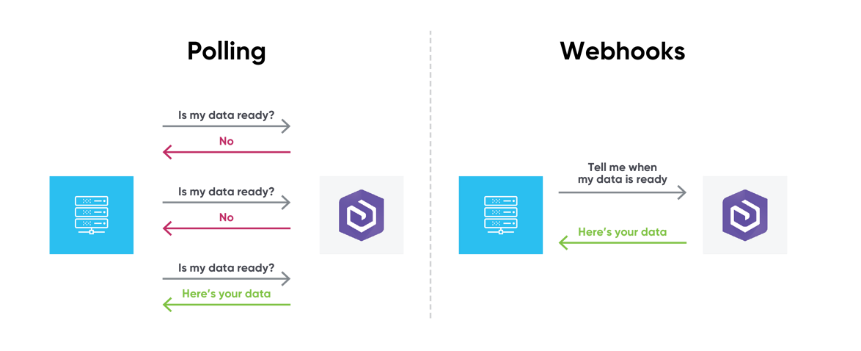 Polling
Is my data ready?
No
Is my data ready?
No
Is my data ready?
Here's your data
Webhooks
Tell me when
my data is ready
Here's your data